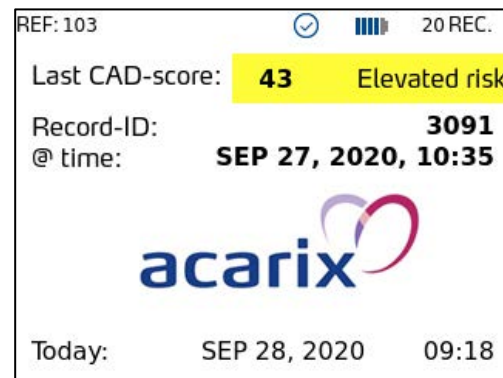 REF: 103 20 REC.
Last CAD-score: 43 Elevated risk
Record-ID: 3091
@ time: SEP 27, 2020, 10:35
acarix
Today: SEP 28, 2020 09:18